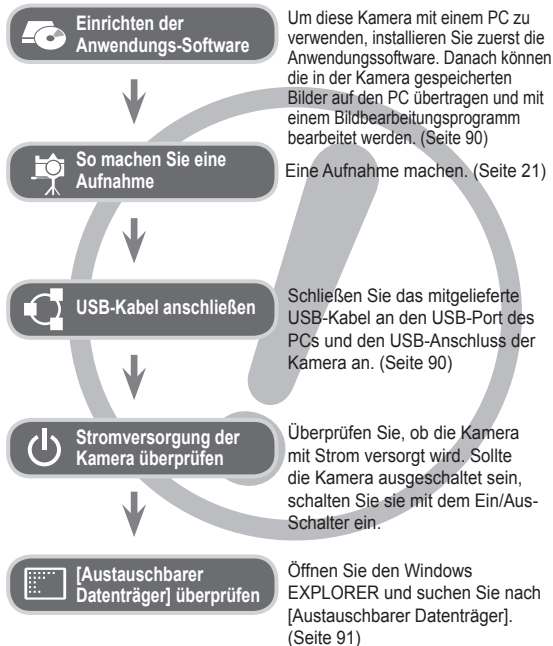 Einrichten der
Anwendungs-Software
Um diese Kamera mit einem PC zu
verwenden, installieren Sie zuerst die
Anwendungssoftware. Danach können
die in der Kamera gespeicherten
Bilder auf den PC übertragen und mit
einem Bildbearbeitungsprogramm
bearbeitet werden. (Seite 90)
So machen Sie eine
Aufnahme
Eine Aufnahme machen. (Seite 21)
USB-Kabel anschließen
Schließen Sie das mitgelieferte
USB-Kabel an den USB-Port des
PCs und den USB-Anschluss der
Kamera an. (Seite 90)
Stromversorgung der
Kamera überprüfen
Überprüfen Sie, ob die Kamera
mit Strom versorgt wird. Sollte
die Kamera ausgeschaltet sein,
schalten Sie sie mit dem Ein/Aus-
Schalter ein.
[Austauschbarer
Datenträger] überprüfen
Öffnen Sie den Windows
EXPLORER und suchen Sie nach
[Austauschbarer Datenträger].
(Seite 91)